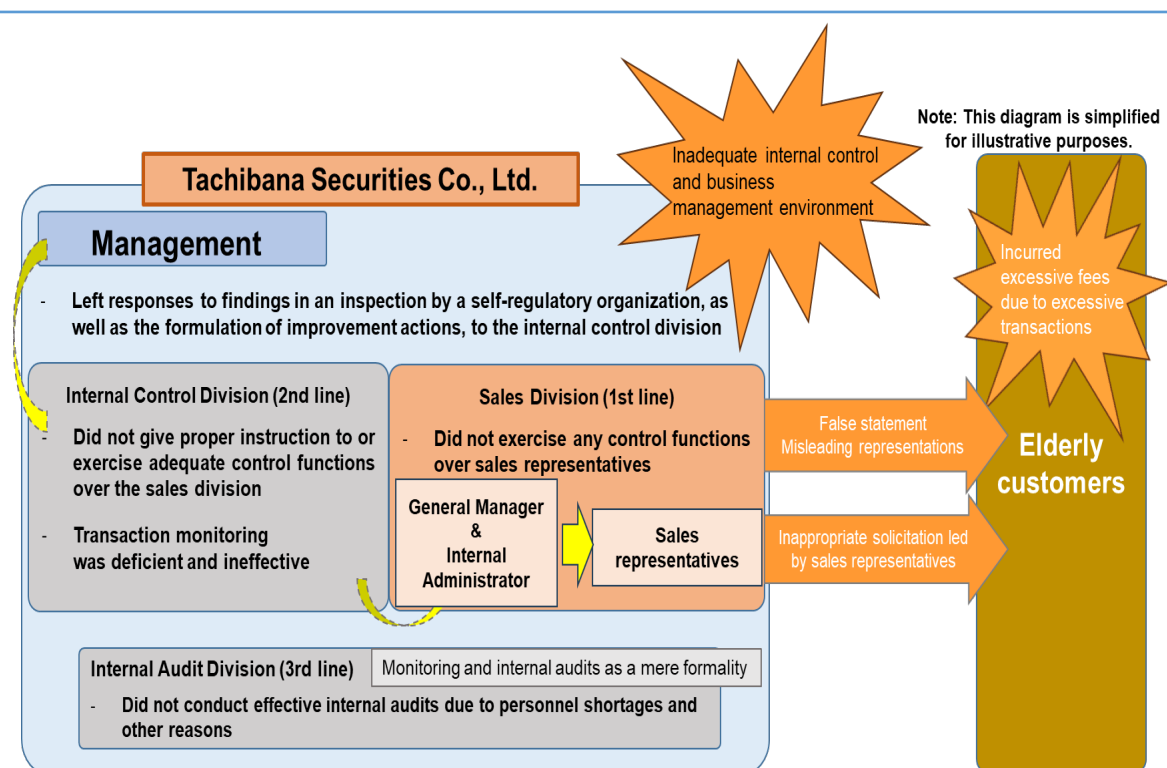 Note: This diagram is simplified
for illustrative purposes.
Inadequate internal control
and business
management environment
Tachibana Securities Co., Ltd.
Management
- Left responses to findings in an inspection by a self-regulatory organization, as
well as the formulation of improvement actions, to the internal control division
Internal Control Division (2nd line)
- Did not give proper instruction to or
exercise adequate control functions
over the sales division
- Transaction monitoring
was deficient and ineffective
Sales Division (1st line)
- Did not exercise any control functions
over sales representatives
General Manager
&
Internal
Administrator
Sales
representatives
False statement
Misleading representations
Inappropriate solicitation led
by sales representatives
Incurred
excessive fees
due to excessive
transactions
Elderly
customers
Internal Audit Division (3rd line)
Monitoring and internal audits as a mere formality
- Did not conduct effective internal audits due to personnel shortages and
other reasons